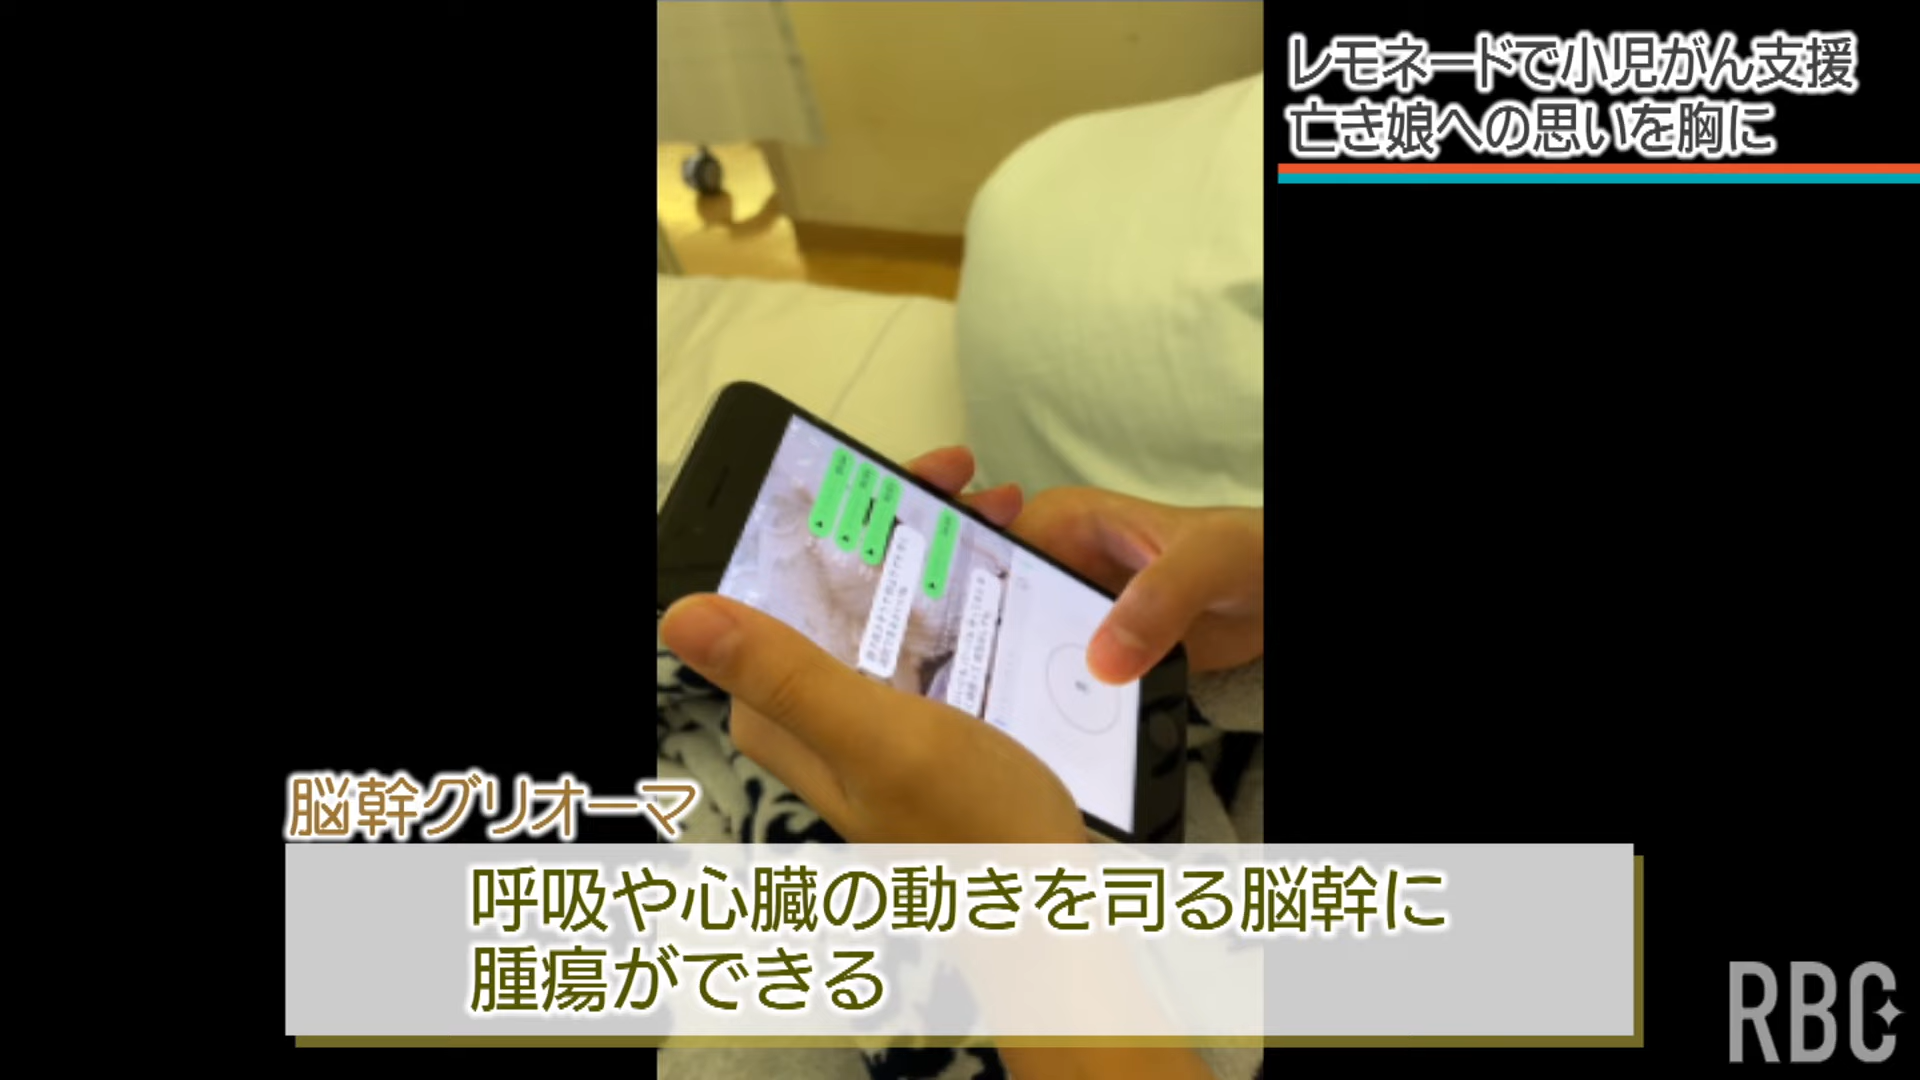 レモネードで小児がん支援
亡き娘への思いを胸に
脳幹グリオーマ
呼吸や心臓の動きを司る脳幹に
腫瘍ができる
RBC